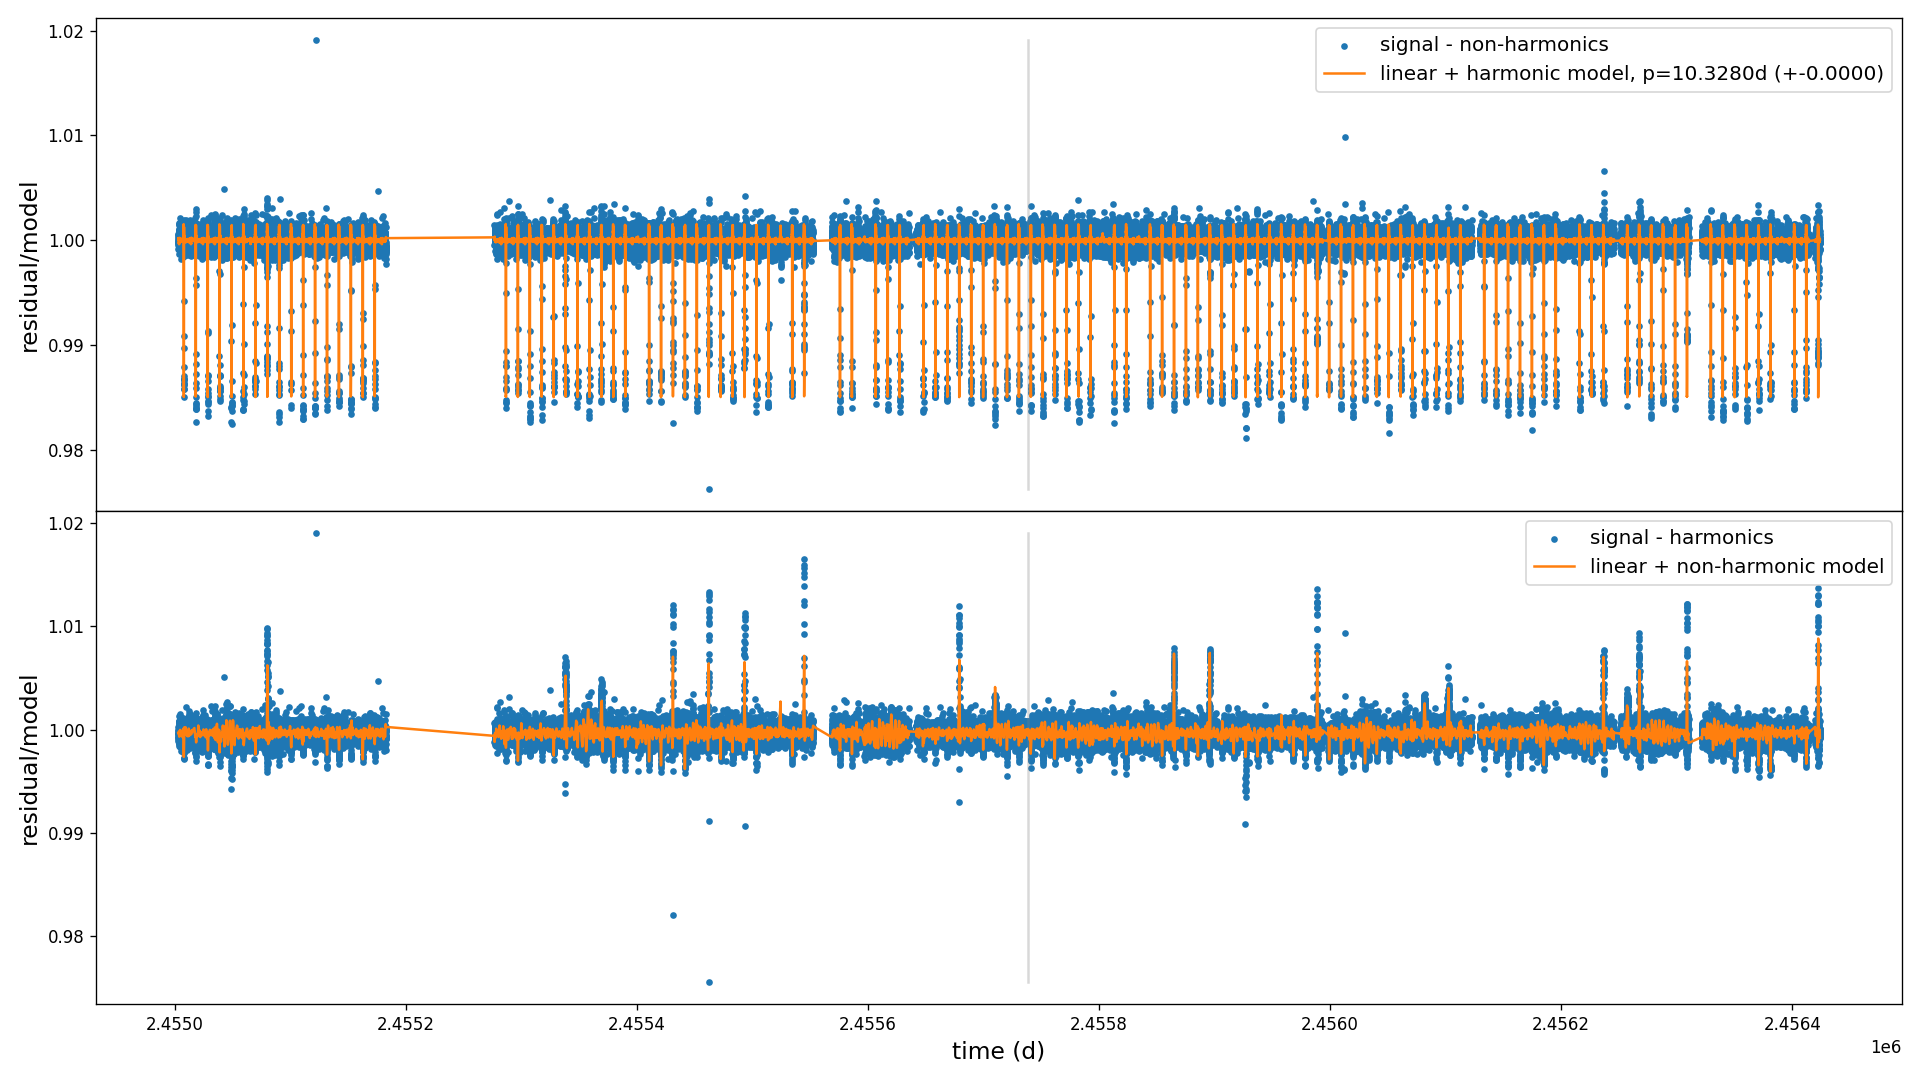 1.02
1.01
1.00
0.99
0.98
residual/model
signal - non-harmonics
linear + harmonic model, p=10.3280d (+-0.0000)
1.02
1.01
1.00
0.99
0.98
residual/model
signal - harmonics
linear + non-harmonic model
2.4550
2.4552
2.4554
2.4556
2.4558
2.4560
2.4562
2.4564
1e6
time (d)